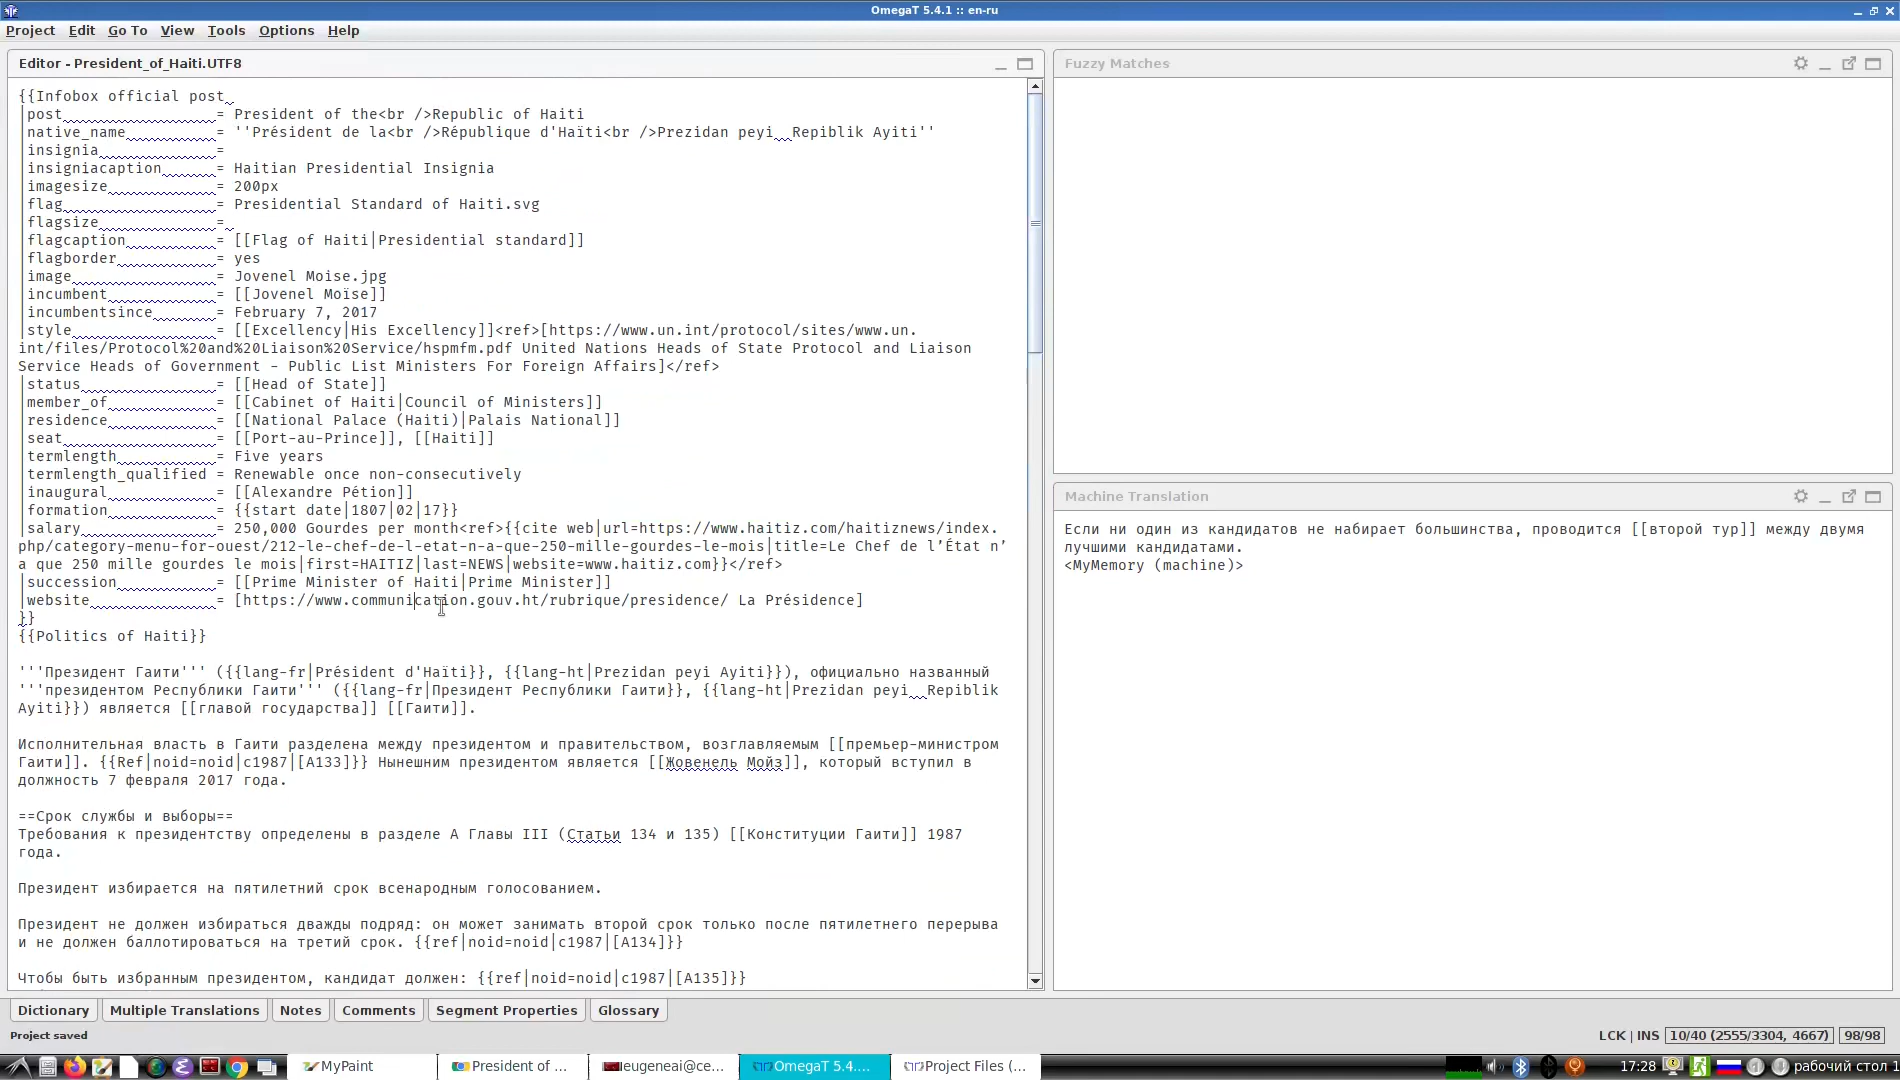 OmegaT 5.4.1 :: en-ru
Project Edit Go To View Tools Options Help
Editor - President_of_Haiti.UTF8
{{Infobox official post
|post = President of the<br />Republic of Haiti
|native_name = ''Président de la<br />République d'Haïti<br />Prezidan peyi Repiblik Ayiti''
|insignia =
|insigniacaption = Haitian Presidential Insignia
|imagesize = 200px
|flag = Presidential Standard of Haiti.svg
|flagsize =
|flagcaption = [[Flag of Haiti|Presidential standard]]
|flagborder = yes
|image = Jovenel Moise.jpg
|incumbent = [[Jovenel Moïse]]
|incumbentsince = February 7, 2017
|style = [[Excellency|His Excellency]]<ref>[https://www.un.int/protocol/sites/www.un.
int/files/Protocol%20and%20Liaison%20Service/hspmfm.pdf United Nations Heads of State Protocol and Liaison
Service Heads of Government - Public List Ministers For Foreign Affairs]</ref>
|status = [[Head of State]]
|member_of = [[Cabinet of Haiti|Council of Ministers]]
|residence = [[National Palace (Haiti)|Palais National]]
|seat = [[Port-au-Prince]], [[Haiti]]
|termlength = Five years
|termlength_qualified = Renewable once non-consecutively
|inaugural = [[Alexandre Pétion]]
|formation = {{start date|1807|02|17}}
|salary = 250,000 Gourdes per month<ref>{{cite web|url=https://www.haitiz.com/haitiznews/index.
php/category-menu-for-ouest/212-le-chef-de-l-etat-n-a-que-250-mille-gourdes-le-mois|title=Le Chef de l’État n’
a que 250 mille gourdes le mois|first=HAITIZ|last=NEWS|website=www.haitiz.com}}</ref>
|succession = [[Prime Minister of Haiti|Prime Minister]]
|website = [https://www.communication.gouv.ht/rubrique/presidence/ La Présidence]
}}
{{Politics of Haiti}}
'''Президент Гаити''' ({{lang-fr|Président d'Haïti}}, {{lang-ht|Prezidan peyi Ayiti}}), официально названный
'''президентом Республики Гаити''' ({{lang-fr|Президент Республики Гаити}}, {{lang-ht|Prezidan peyi Repiblik
Ayiti}}) является [[главой государства]] [[Гаити]].
Исполнительная власть в Гаити разделена между президентом и правительством, возглавляемым [[премьер-министром
Гаити]]. {{Ref|noid=noid|c1987|[A133]}} Нынешним президентом является [[Жовенель Мойз]], который вступил в
должность 7 февраля 2017 года.
==Срок службы и выборы==
Требования к президентству определены в разделе А Главы III (Статьи 134 и 135) [[Конституции Гаити]] 1987
года.
Президент избирается на пятилетний срок всенародным голосованием.
Президент не должен избираться дважды подряд: он может занимать второй срок только после пятилетнего перерыва
и не должен баллотироваться на третий срок. {{ref|noid=noid|c1987|[A134]}}
Чтобы быть избранным президентом, кандидат должен: {{ref|noid=noid|c1987|[A135]}}
Fuzzy Matches
Machine Translation
Если ни один из кандидатов не набирает большинства, проводится [[второй тур]] между двумя
лучшими кандидатами.
<MyMemory (machine)>
Dictionary Multiple Translations Notes Comments Segment Properties Glossary
Project saved
LCK | INS 10/40 (2555/3304, 4667) 98/98
MyPaint President of ... eugeneai@ce... OmegaT 5.4.... Project Files (... 17:28 рабочий стол 1